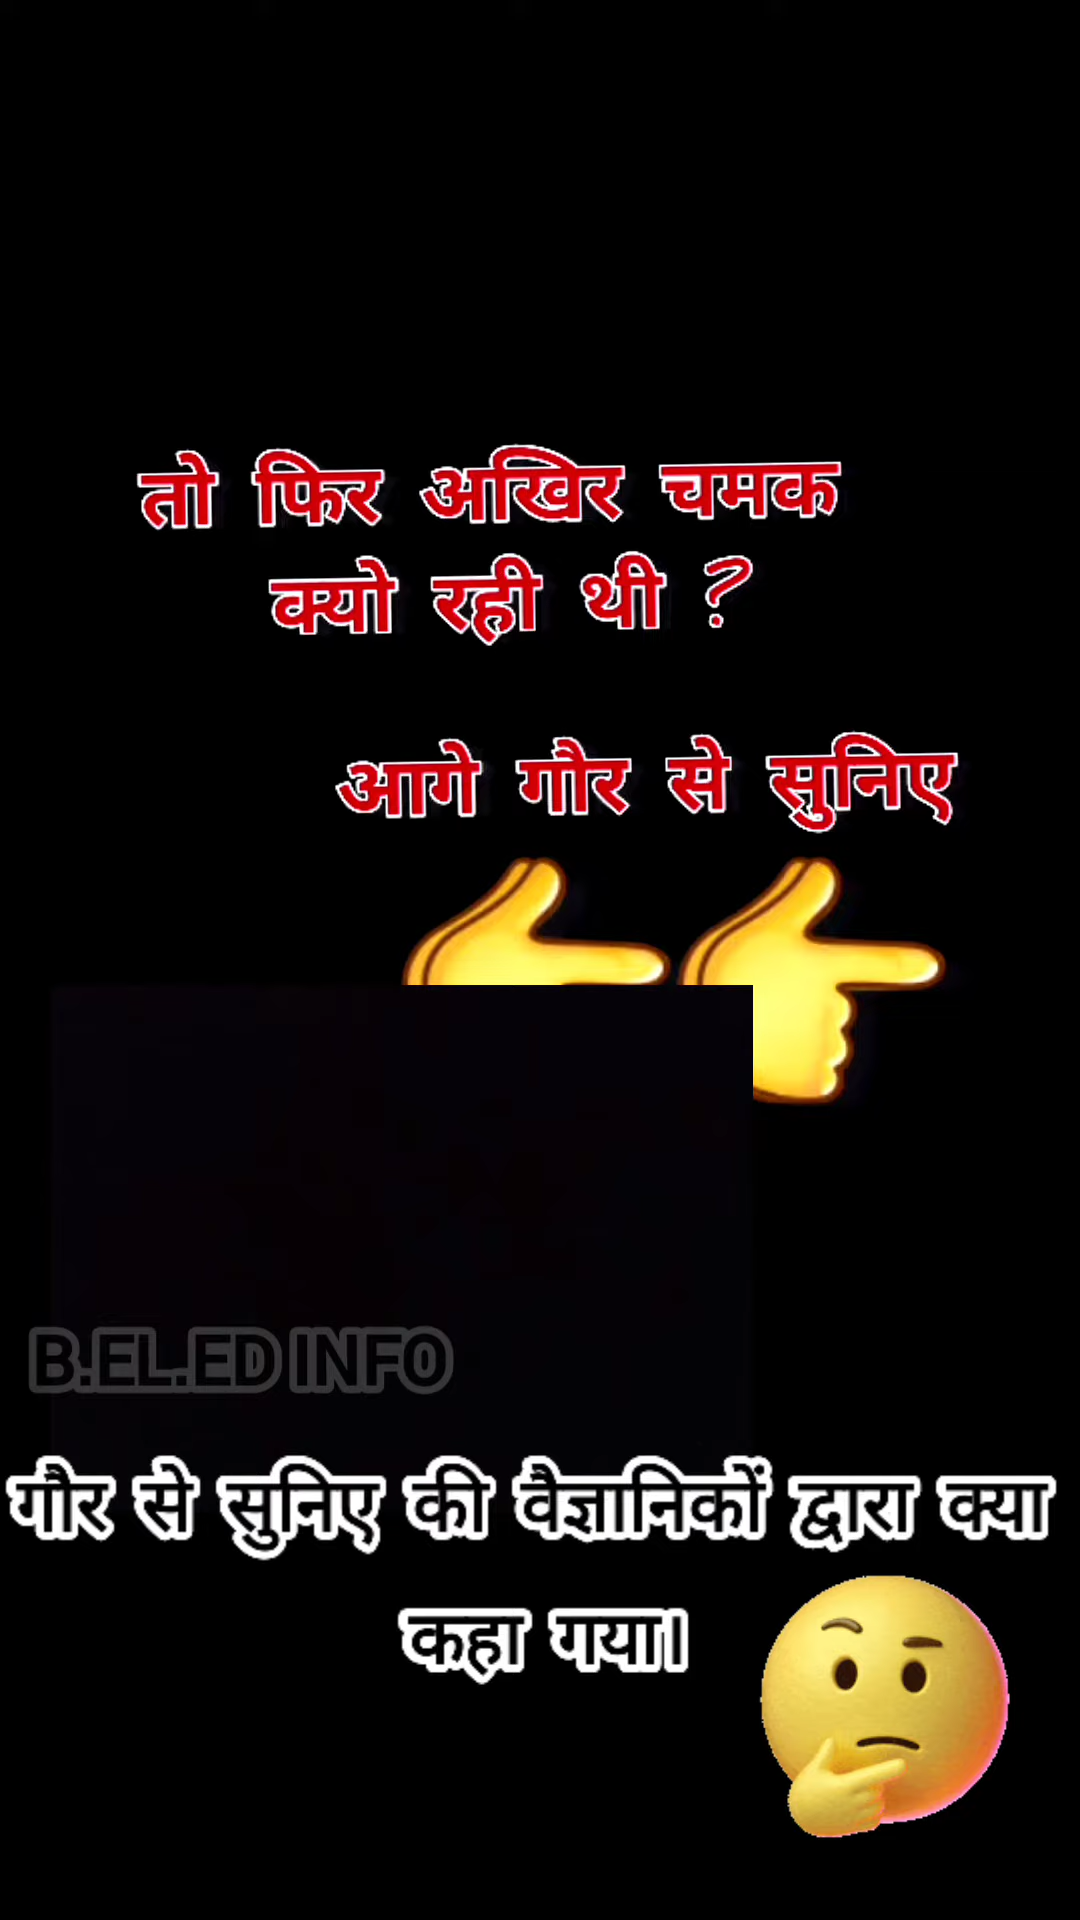 तो फिर अखिर चमक
क्यो रही थी ?
आगे गौर से सुनिए
B.EL.ED INFO
गौर से सुनिए की वैज्ञानिकों द्वारा क्या
कहा गया।